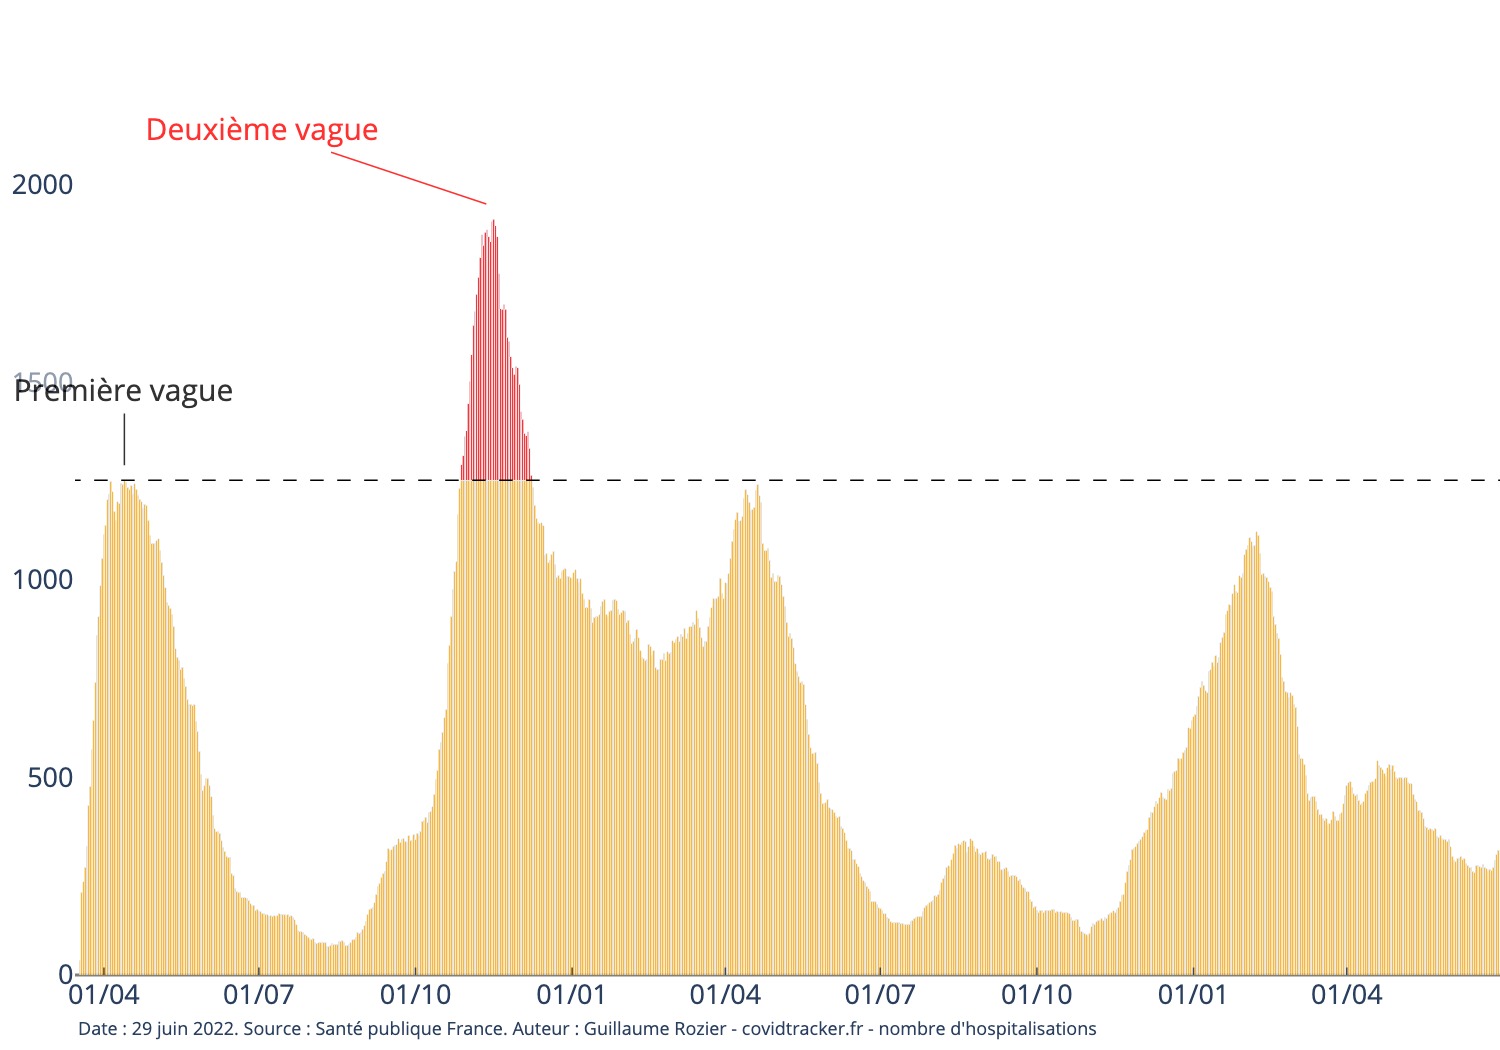 Deuxième vague
2000
1500
Première vague
1000
500
0
01/04 01/07 01/10 01/01 01/04 01/07 01/10 01/01 01/04
Date : 29 juin 2022. Source : Santé publique France. Auteur : Guillaume Rozier - covidtracker.fr - nombre d'hospitalisations